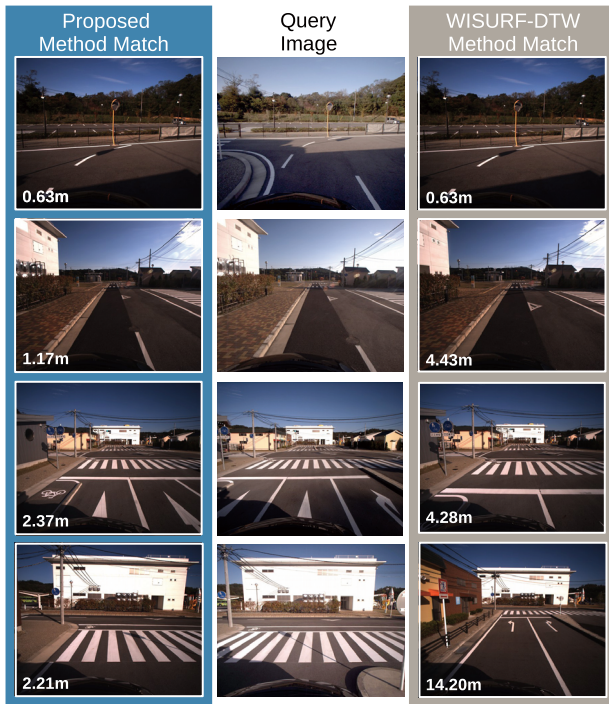 Proposed
Method Match
Query
Image
WISURF-DTW
Method Match
0.63m
0.63m
1.17m
4.43m
2.37m
4.28m
2.21m
14.20m